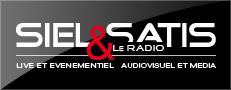 SIEL&SATIS
LE RADIO
LIVE ET EVENEMENTIEL AUDIOVISUEL ET MEDIA